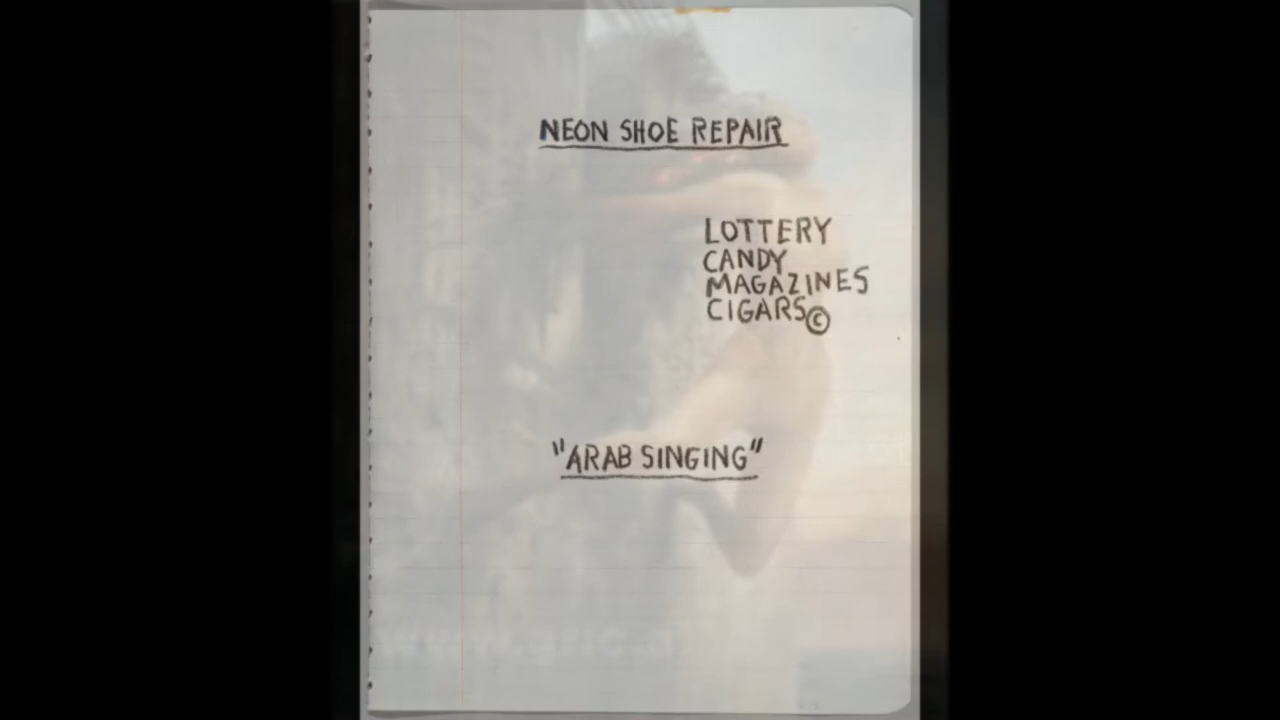 NEON SHOE REPAIR
LOTTERY
CANDY
MAGAZINES
CIGARS©
"ARAB SINGING"